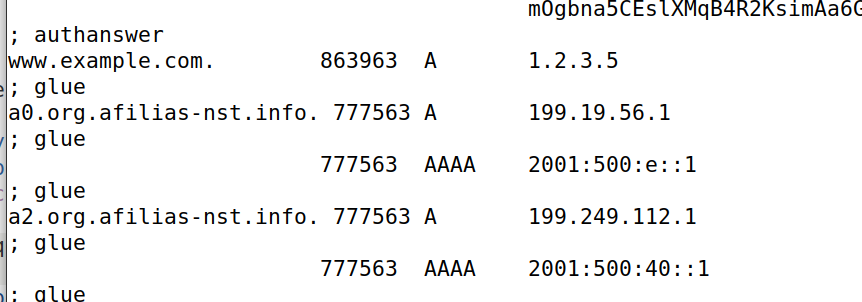 mOgbna5CEslXMqB4R2KsimAa6G
; authanswer
www.example.com. 863963 A 1.2.3.5
; glue
a0.org.afilias-nst.info. 777563 A 199.19.56.1
; glue
777563 AAAA 2001:500:e::1
; glue
a2.org.afilias-nst.info. 777563 A 199.249.112.1
; glue
777563 AAAA 2001:500:40::1
; glue